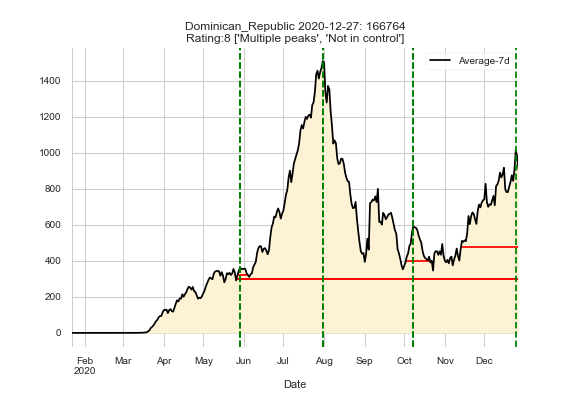 Dominican_Republic 2020-12-27: 166764
Rating:8 ['Multiple peaks', 'Not in control']
Average-7d
1400
1200
1000
800
600
400
200
0
Feb Mar Apr May Jun Jul Aug Sep Oct Nov Dec
2020
Date